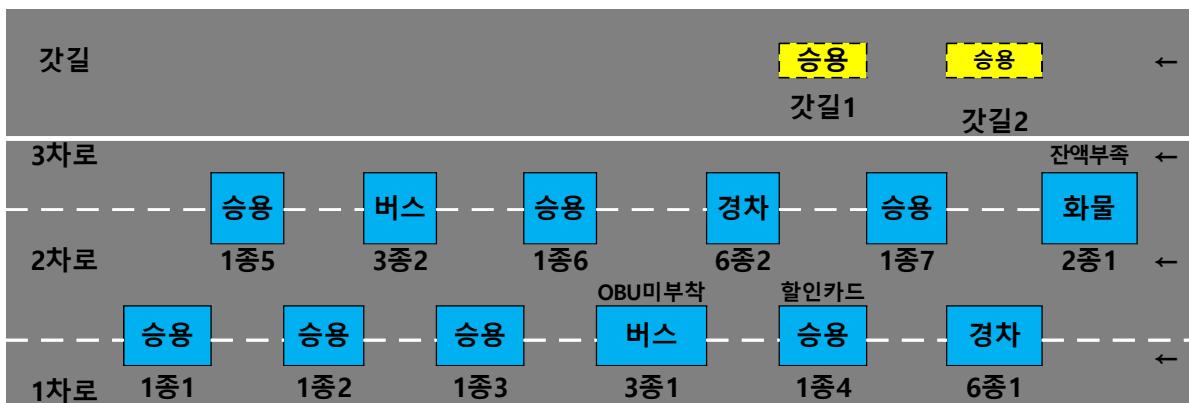 갓길 승용 승용 ←
갓길1 갓길2
3차로 잔액부족 ←
승용 버스 승용 경차 승용 화물
2차로 1종5 3종2 1종6 6종2 1종7 2종1 ←
OBU미부착 할인카드
승용 승용 승용 버스 승용 경차 ←
1차로 1종1 1종2 1종3 3종1 1종4 6종1